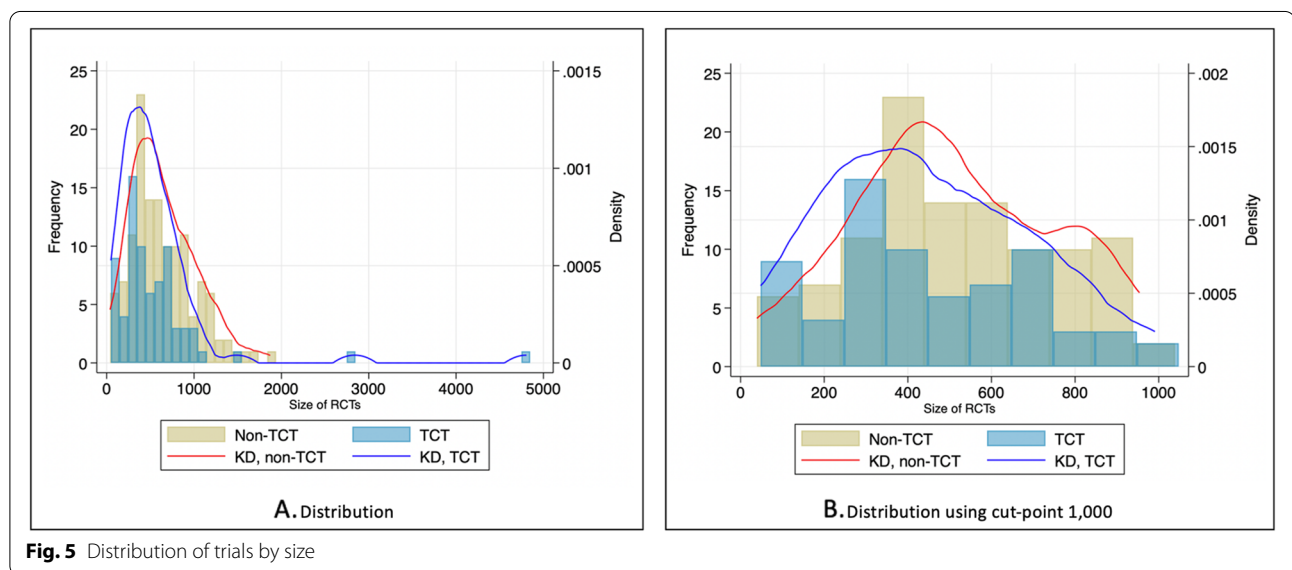 25
20
15
10
5
0
Frequency
.0015
.001
.0005
0
Density
0 1000 2000 3000 4000 5000
Size of RCTs
Non-TCT TCT
KD, non-TCT KD, TCT
A. Distribution
25
20
15
10
5
0
Frequency
.002
.0015
.001
.0005
0
Density
0 200 400 600 800 1000
Size of RCTs
Non-TCT TCT
KD, non-TCT KD, TCT
B. Distribution using cut-point 1,000
Fig. 5 Distribution of trials by size